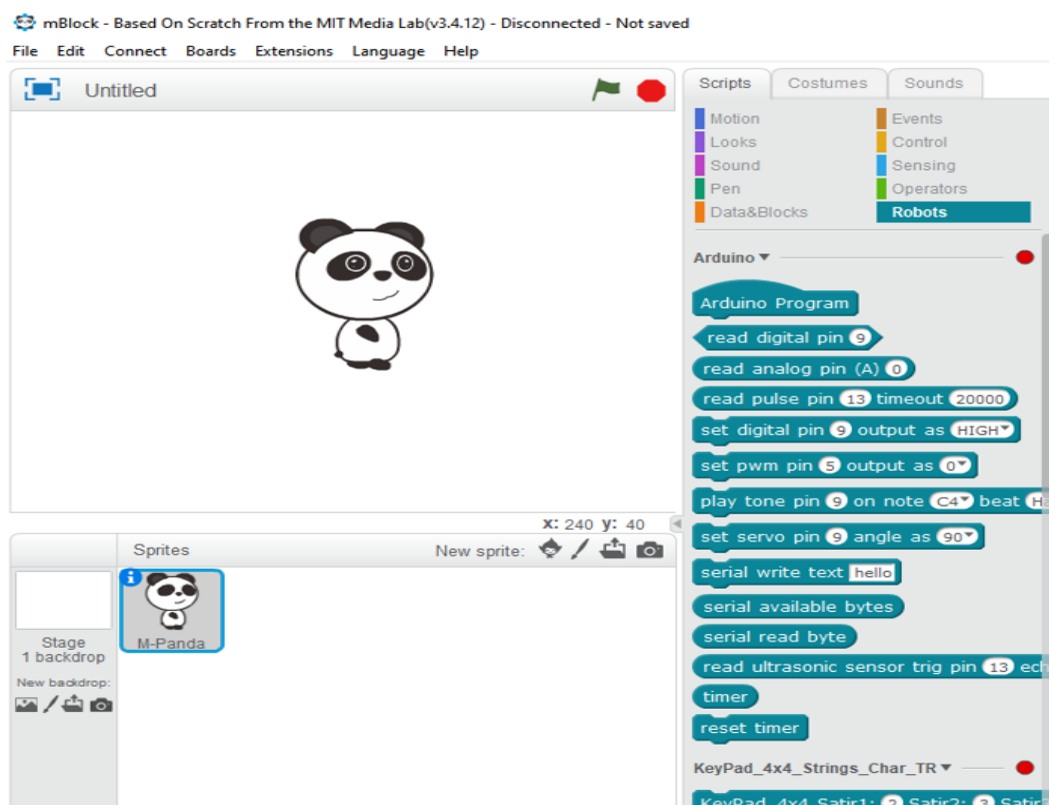 mBlock - Based On Scratch From the MIT Media Lab(v3.4.12) - Disconnected - Not saved
File Edit Connect Boards Extensions Language Help
Untitled
x: 240 y: 40
Sprites New sprite:
M-Panda
Stage
1 backdrop
New backdrop:
Scripts Costumes Sounds
Motion Events
Looks Control
Sound Sensing
Pen Operators
Data&Blocks Robots
Arduino
Arduino Program
read digital pin 9
read analog pin (A) 0
read pulse pin 13 timeout 20000
set digital pin 9 output as HIGH
set pwm pin 5 output as 0
play tone pin 9 on note C4 beat
set servo pin 9 angle as 90
serial write text hello
serial available bytes
serial read byte
read ultrasonic sensor trig pin 13
timer
reset timer
KeyPad_4x4_Strings_Char_TR
KeyPad_4x4 Satir1: 2 Satir2: 3